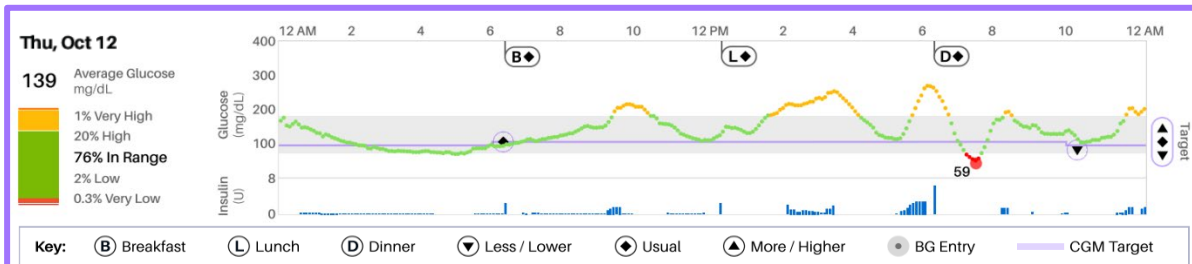 Thu, Oct 12
139 Average Glucose
mg/dL
1% Very High
20% High
76% In Range
2% Low
0.3% Very Low
12 AM 2 4 6 8 10 12 PM 2 4 6 8 10 12 AM
B L D
Glucose
(mg/dL)
400
300
200
100
0
59
Target
Insulin
(U)
8
0
Key: B Breakfast L Lunch D Dinner Less / Lower Usual More / Higher BG Entry CGM Target